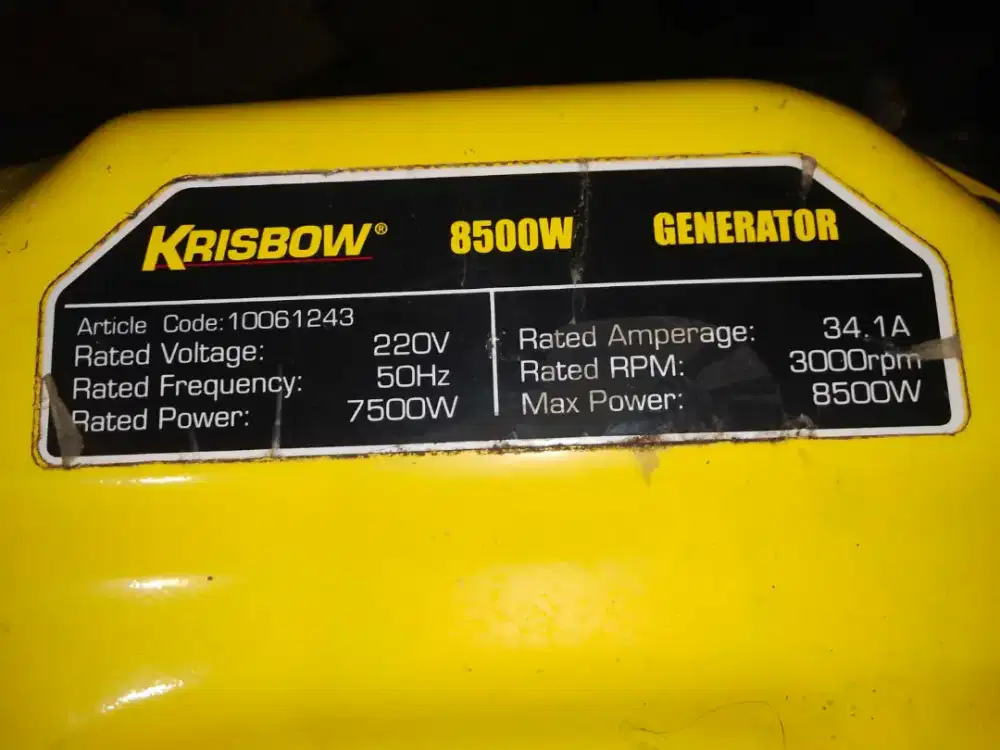 KRISBOW® 8500W GENERATOR
Article Code:10061243
Rated Voltage: 220V
Rated Frequency: 50Hz
Rated Power: 7500W
Rated Amperage: 34.1A
Rated RPM: 3000rpm
Max Power: 8500W